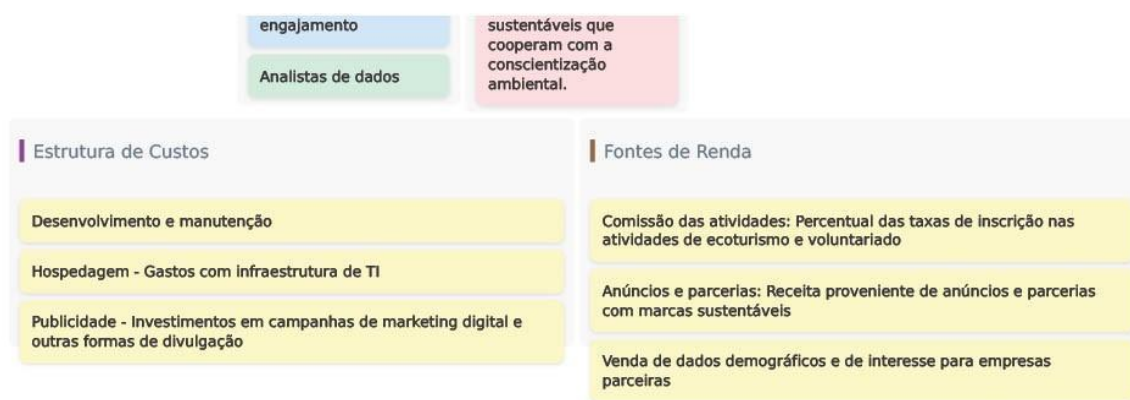 engajamento
Analistas de dados
sustentáveis que
cooperam com a
conscientização
ambiental.
Estrutura de Custos
Desenvolvimento e manutenção
Hospedagem - Gastos com infraestrutura de TI
Publicidade - Investimentos em campanhas de marketing digital e
outras formas de divulgação
Fontes de Renda
Comissão das atividades: Percentual das taxas de inscrição nas
atividades de ecoturismo e voluntariado
Anúncios e parcerias: Receita proveniente de anúncios e parcerias
com marcas sustentáveis
Venda de dados demográficos e de interesse para empresas
parceiras